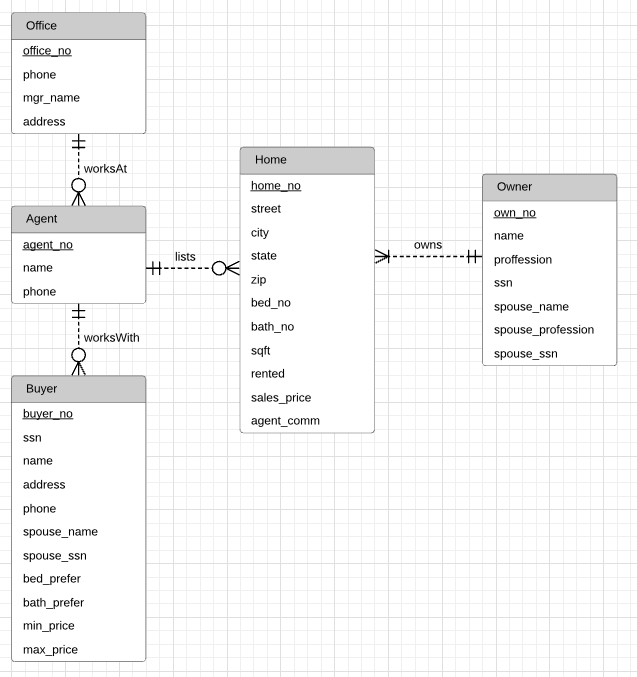 Office
office_no
phone
mgr_name
address
worksAt
Agent
agent_no
name
phone
lists
worksWith
Buyer
buyer_no
ssn
name
address
phone
spouse_name
spouse_ssn
bed_prefer
bath_prefer
min_price
max_price
Home
home_no
street
city
state
zip
bed_no
bath_no
sqft
rented
sales_price
agent_comm
owns
Owner
own_no
name
proffession
ssn
spouse_name
spouse_profession
spouse_ssn